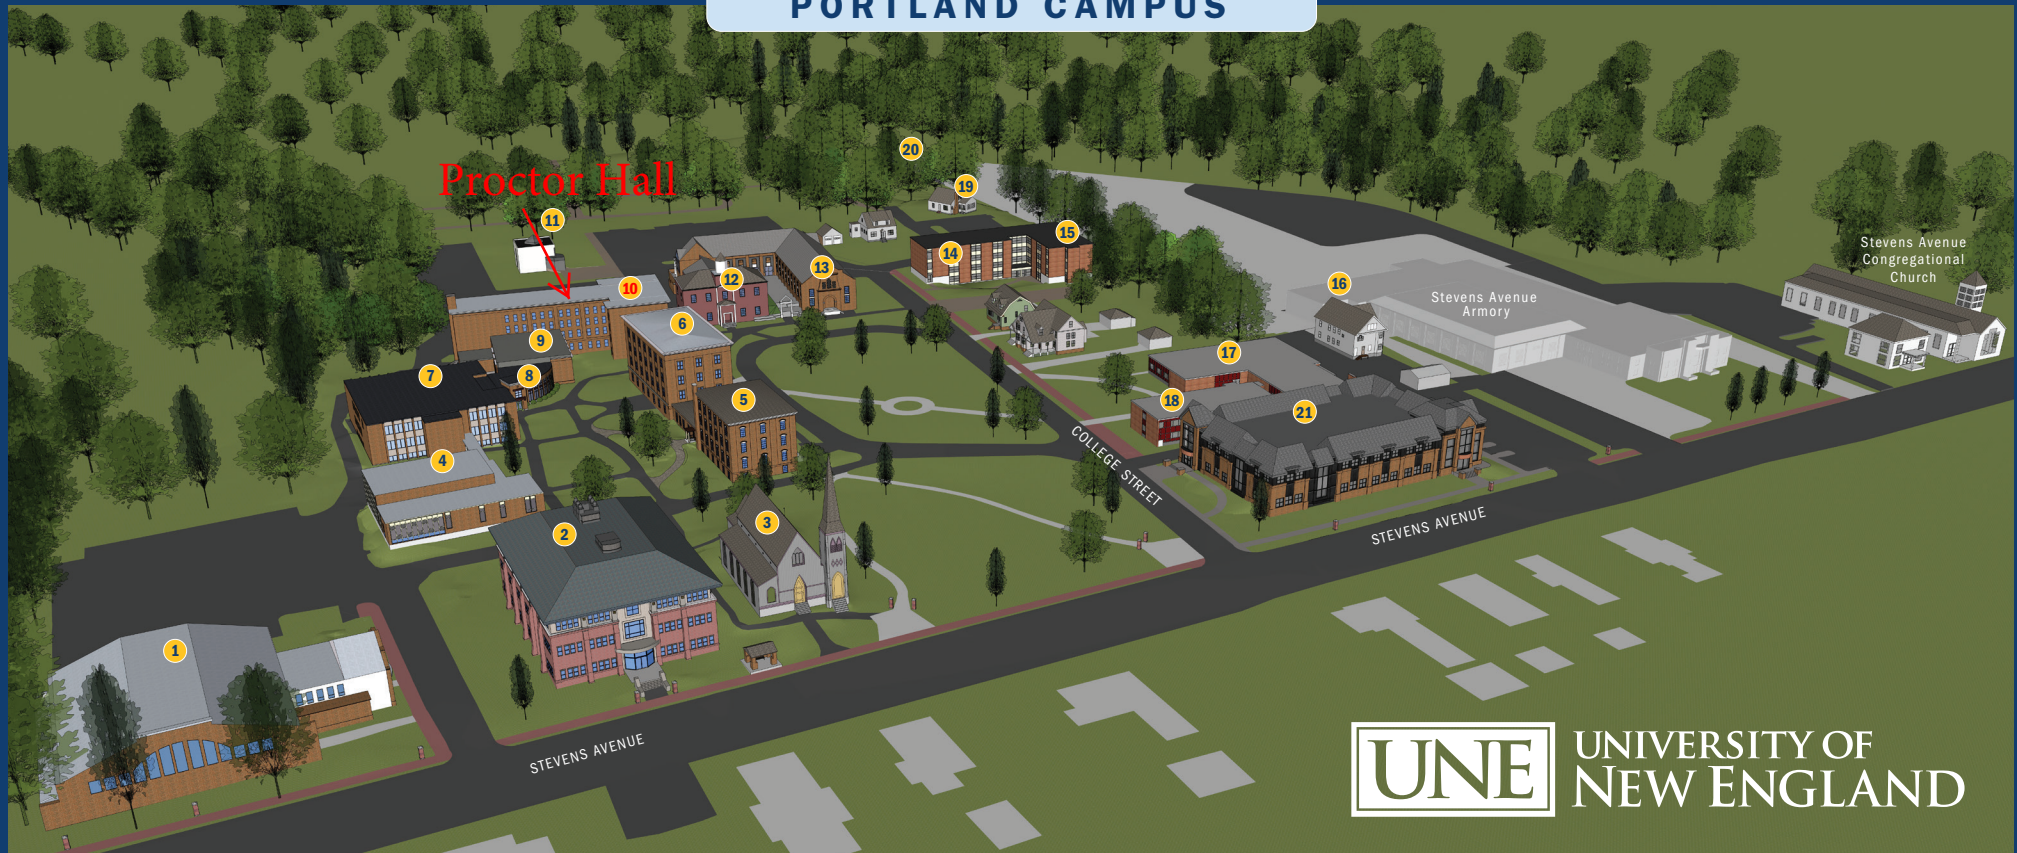 PORTLAND CAMPUS
20
Proctor Hall
19
11
15
Stevens Avenue
Congregational
Church
14
13
12
10
16
Stevens Avenue
Armory
6
9
17
7
8
5
18
21
COLLEGE STREET
4
3
2
STEVENS AVENUE
1
STEVENS AVENUE
UNE
UNIVERSITY OF
NEW ENGLAND